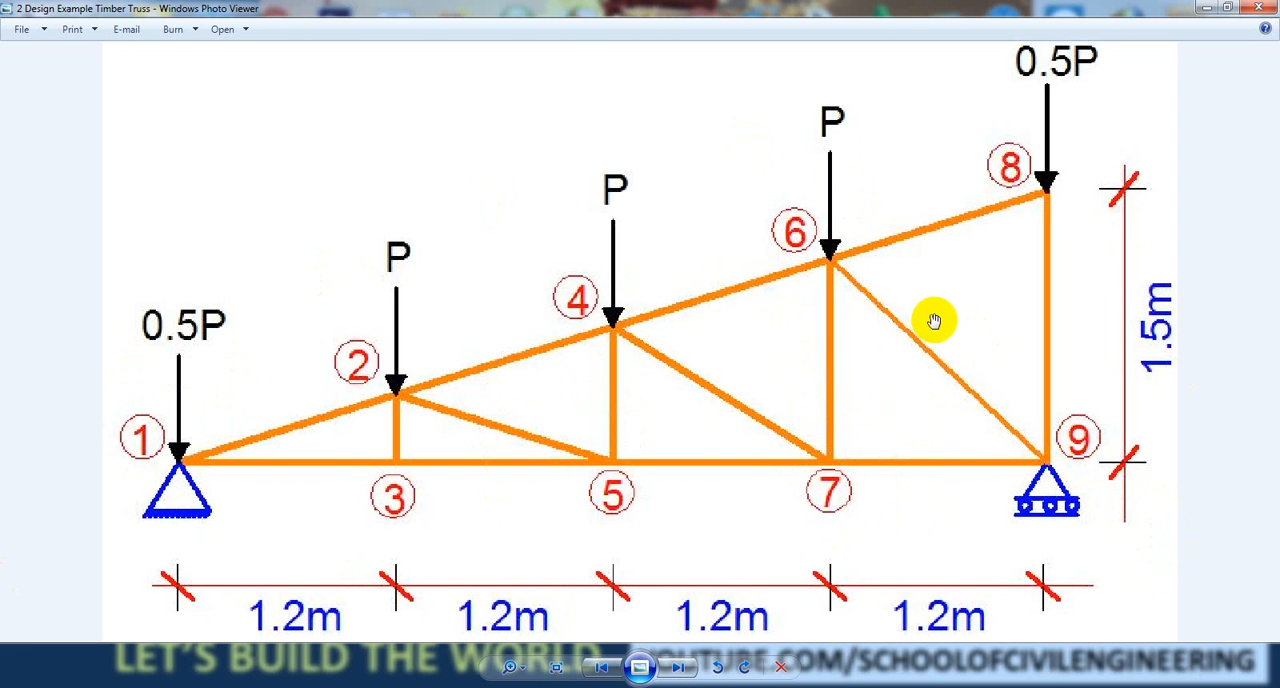 2 Design Example Timber Truss - Windows Photo Viewer
File Print E-mail Burn Open
0.5P
P
8
P
6
P
4
P
2
0.5P
1
1.5m
9
3
5
7
1.2m 1.2m 1.2m 1.2m
LET'S BUILD THE WORLD YOUTUBE.COM/SCHOOLOFCIVILENGINEERING